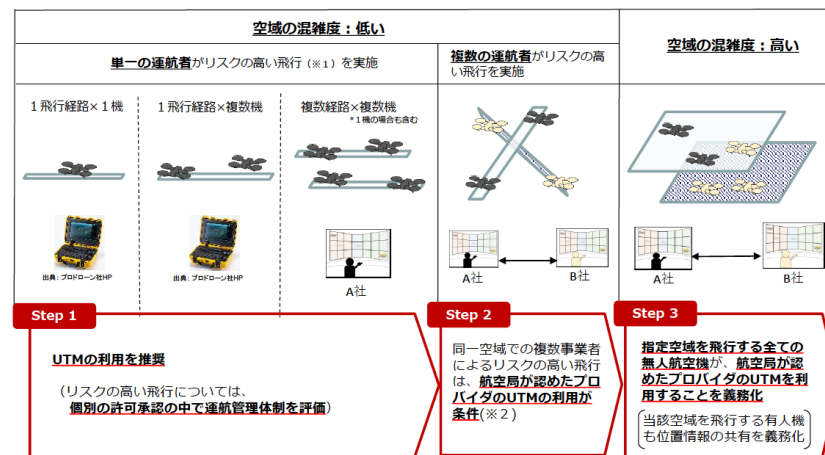 空域の混雑度：低い
空域の混雑度：高い
単一の運航者がリスクの高い飛行（※１）を実施
複数の運航者がリスクの高
い飛行を実施
１飛行経路×１機
１飛行経路×複数機
複数経路×複数機
*１機の場合も含む
出典：プロドローン社HP
出典：プロドローン社HP
A社
A社
B社
A社
B社
Step 1
UTMの利用を推奨
（リスクの高い飛行については、
個別の許可承認の中で運航管理体制を評価）
Step 2
同一空域での複数事業者
によるリスクの高い飛行
は、航空局が認めたプロ
バイダのUTMの利用が
条件(※２)
Step 3
指定空域を飛行する全ての
無人航空機が、航空局が認
めたプロバイダのUTMを利
用することを義務化
当該空域を飛行する有人機
も位置情報の共有を義務化